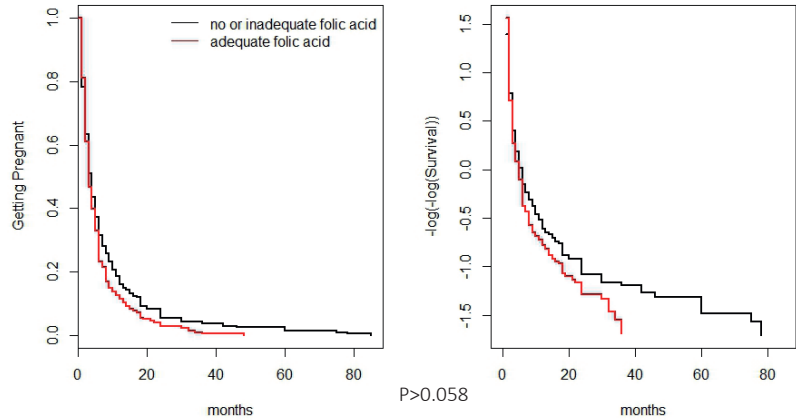 no or inadequate folic acid
adequate folic acid
Getting Pregnant
1.0
0.8
0.6
0.4
0.2
0.0
0 20 40 60 80
months
-log(-log(Survival))
1.5
1.0
0.5
0.0
-0.5
-1.0
-1.5
0 20 40 60 80
months
P>0.058